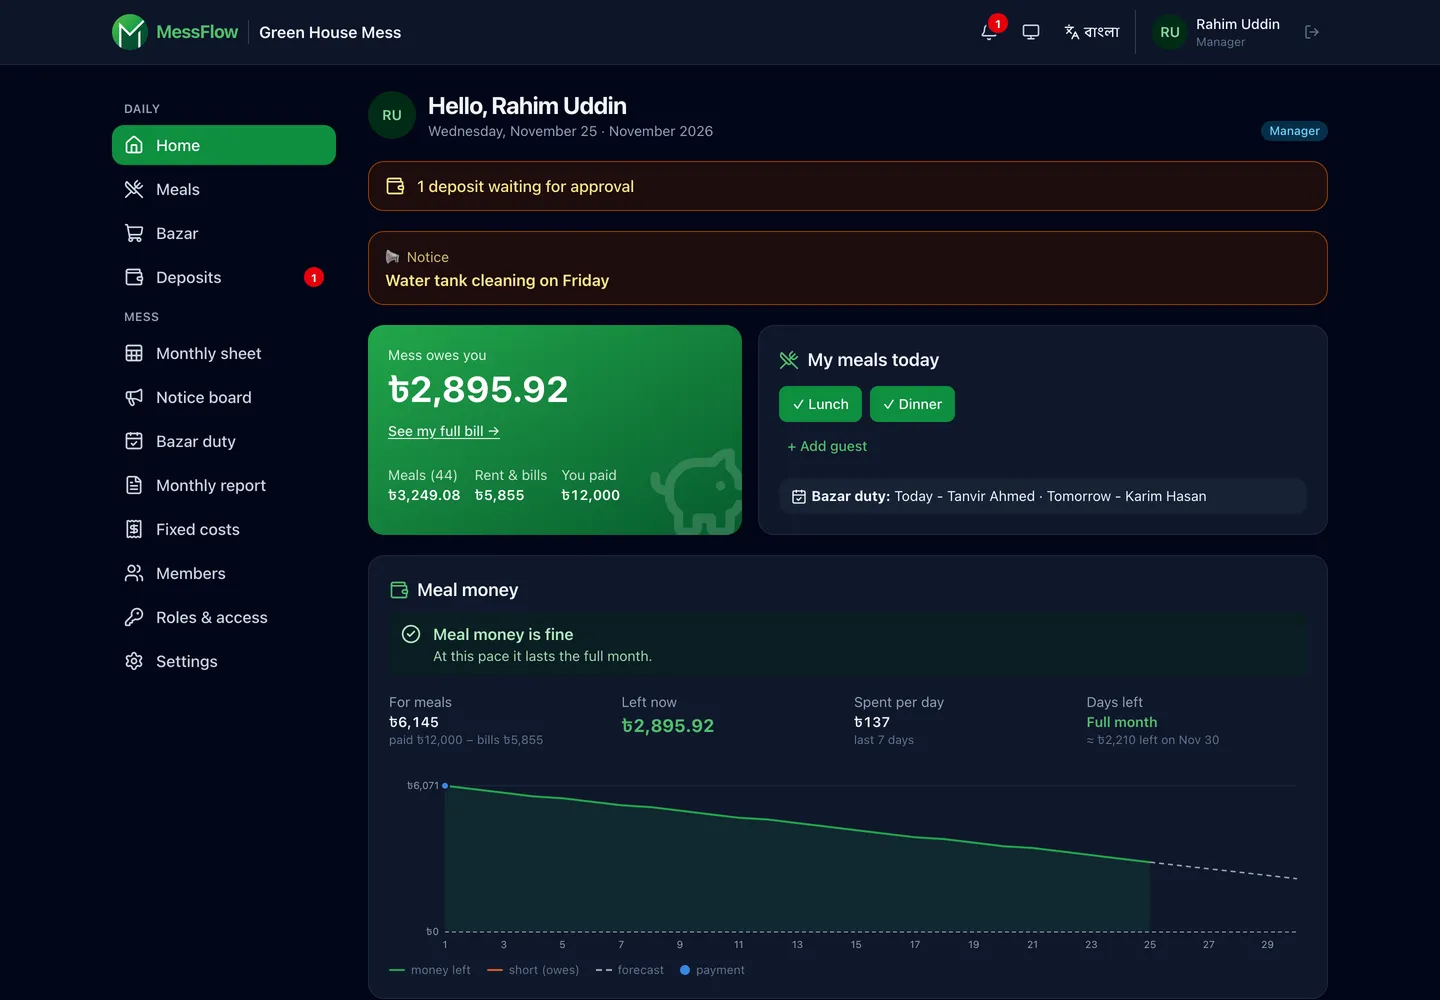 MessFlow
Green House Mess
1
বাংলা
RU
Rahim Uddin
Manager
DAILY
Home
Meals
Bazar
Deposits
1
MESS
Monthly sheet
Notice board
Bazar duty
Monthly report
Fixed costs
Members
Roles & access
Settings
RU
Hello, Rahim Uddin
Wednesday, November 25 · November 2026
Manager
1 deposit waiting for approval
Notice
Water tank cleaning on Friday
Mess owes you
৳2,895.92
See my full bill →
Meals (44) Rent & bills You paid
৳3,249.08 ৳5,855 ৳12,000
My meals today
✓ Lunch ✓ Dinner
+ Add guest
Bazar duty: Today - Tanvir Ahmed · Tomorrow - Karim Hasan
Meal money
Meal money is fine
At this pace it lasts the full month.
For meals
৳6,145
paid ৳12,000 – bills ৳5,855
Left now
৳2,895.92
Spent per day
৳137
last 7 days
Days left
Full month
≈ ৳2,210 left on Nov 30
৳6,071
৳0
1 3 5 7 9 11 13 15 17 19 21 23 25 27 29
money left short (owes) forecast payment